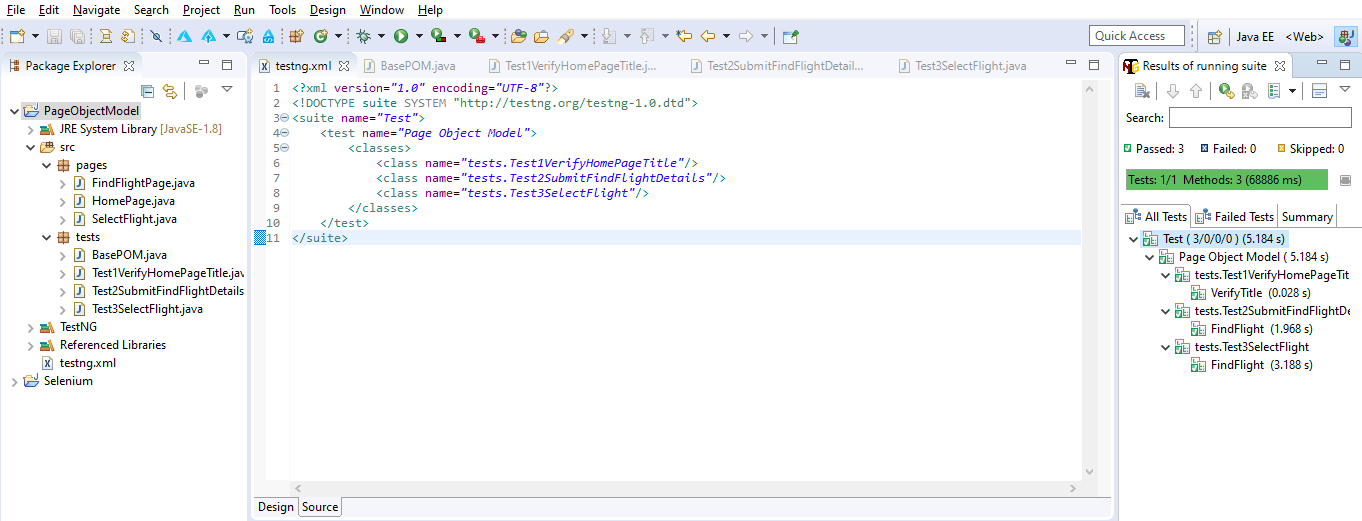 File Edit Navigate Search Project Run Tools Design Window Help
Quick Access
Java EE <Web>
Package Explorer
PageObjectModel
JRE System Library [JavaSE-1.8]
src
pages
FindFlightPage.java
HomePage.java
SelectFlight.java
tests
BasePOM.java
Test1VerifyHomePageTitle.jav
Test2SubmitFindFlightDetails
Test3SelectFlight.java
TestNG
Referenced Libraries
testng.xml
Selenium
testng.xml BasePOM.java Test1VerifyHomePageTitle.j... Test2SubmitFindFlightDetail... Test3SelectFlight.java
1 <?xml version="1.0" encoding="UTF-8"?>
2 <!DOCTYPE suite SYSTEM "http://testng.org/testng-1.0.dtd">
3 <suite name="Test">
4 <test name="Page Object Model">
5 <classes>
6 <class name="tests.Test1VerifyHomePageTitle"/>
7 <class name="tests.Test2SubmitFindFlightDetails"/>
8 <class name="tests.Test3SelectFlight"/>
9 </classes>
10 </test>
11 </suite>
Design Source
Results of running suite
Search:
Passed: 3 Failed: 0 Skipped: 0
Tests: 1/1 Methods: 3 (68886 ms)
All Tests Failed Tests Summary
Test ( 3/0/0/0 ) (5.184 s)
Page Object Model ( 5.184 s)
tests.Test1VerifyHomePageTit
VerifyTitle (0.028 s)
tests.Test2SubmitFindFlightDe
FindFlight (1.968 s)
tests.Test3SelectFlight
FindFlight (3.188 s)